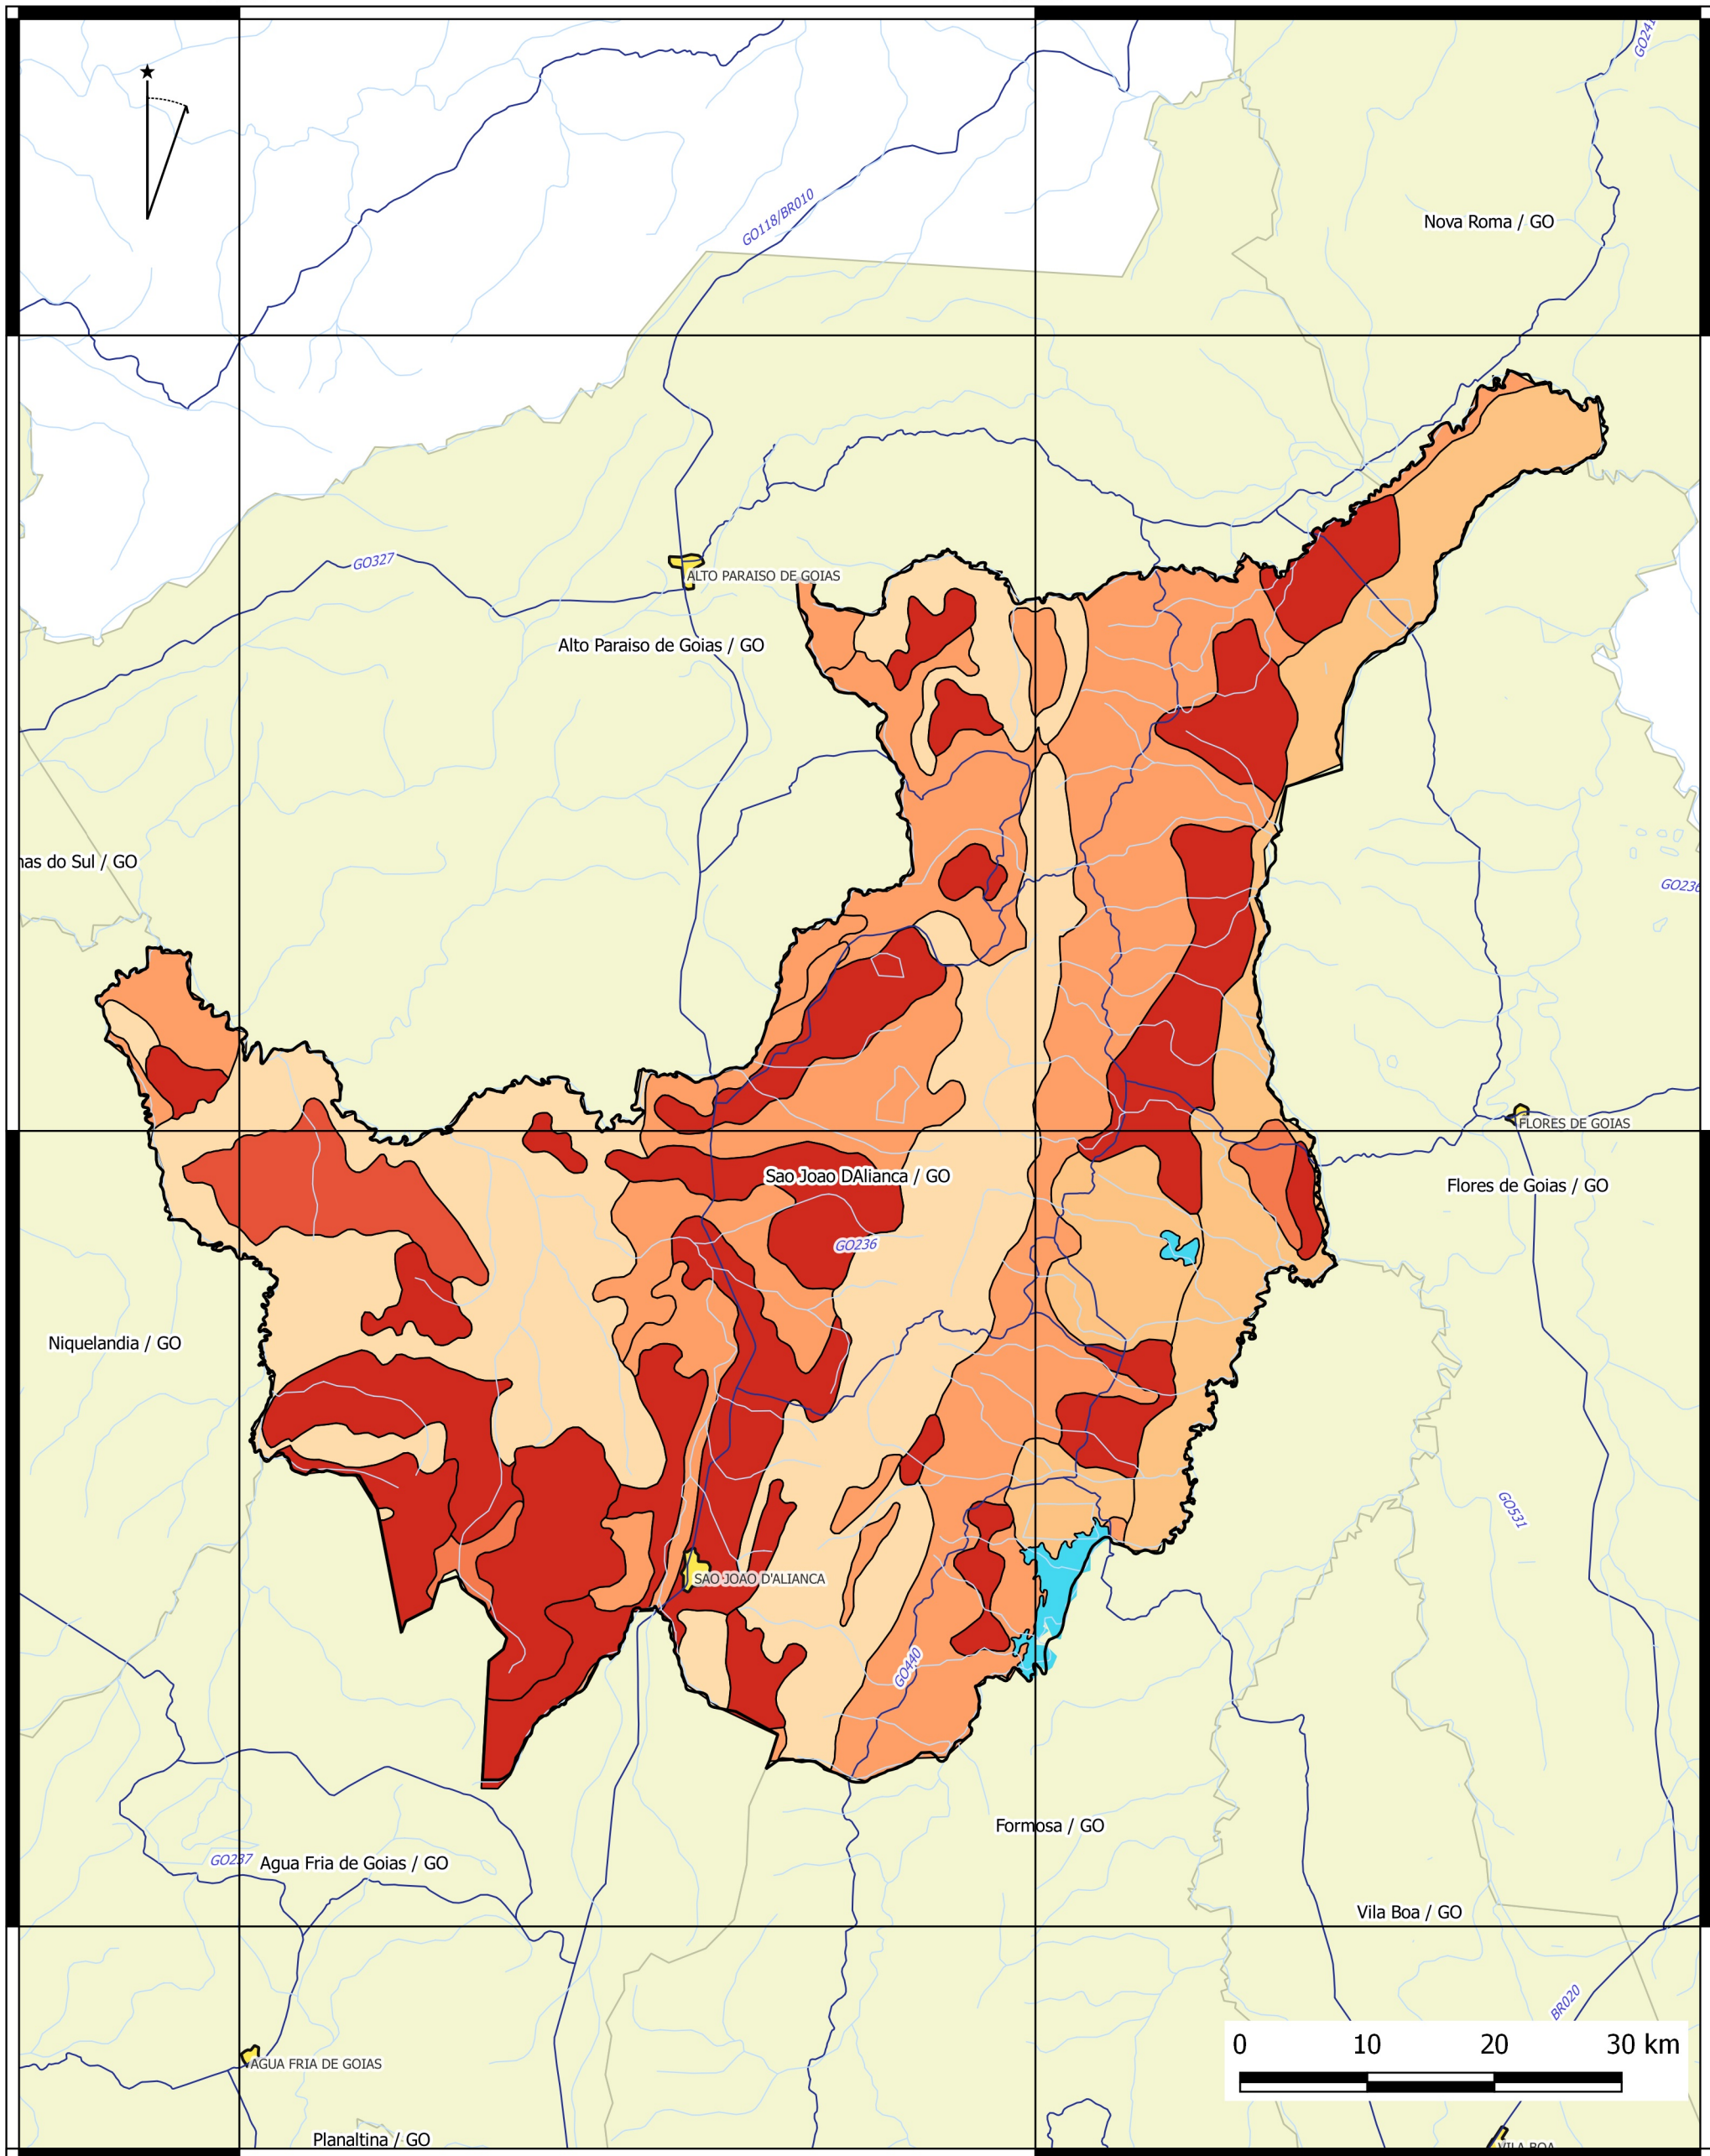 GO241
GO118/BR010
Nova Roma / GO
GO327
ALTO PARAISO DE GOIAS
Alto Paraiso de Goias / GO
nas do Sul / GO
GO236
FLORES DE GOIAS
Sao Joao DAlianca / GO
Flores de Goias / GO
GO236
Niquelandia / GO
GO531
SAO JOAO D'ALIANCA
GO440
Formosa / GO
GO237
Agua Fria de Goias / GO
Vila Boa / GO
BR020
0 10 20 30 km
AGUA FRIA DE GOIAS
Planaltina / GO
VILA BOA